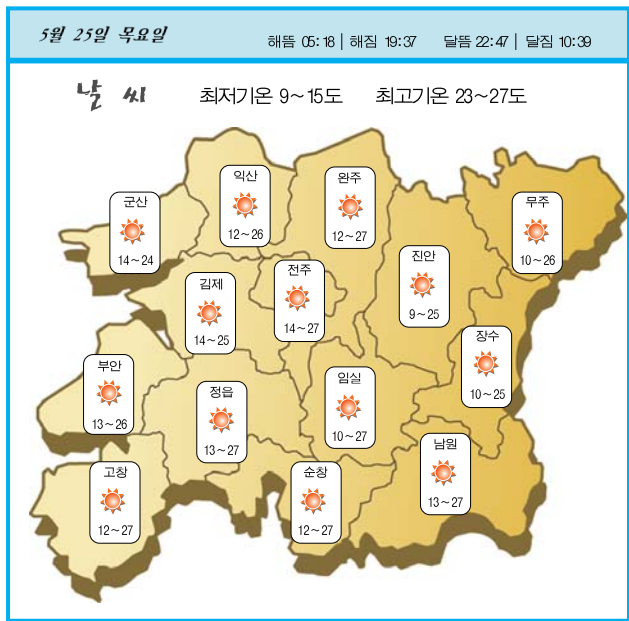 5월 25일 목요일
해뜸 05:18 | 해짐 19:37 달뜸 22:47 | 달짐 10:39
날 씨 최저기온 9~15도 최고기온 23~27도
익산
12~26
완주
12~27
군산
14~24
무주
10~26
진안
9~25
전주
14~27
김제
14~25
장수
10~25
부안
13~26
임실
10~27
정읍
13~27
남원
13~27
고창
12~27
순창
12~27